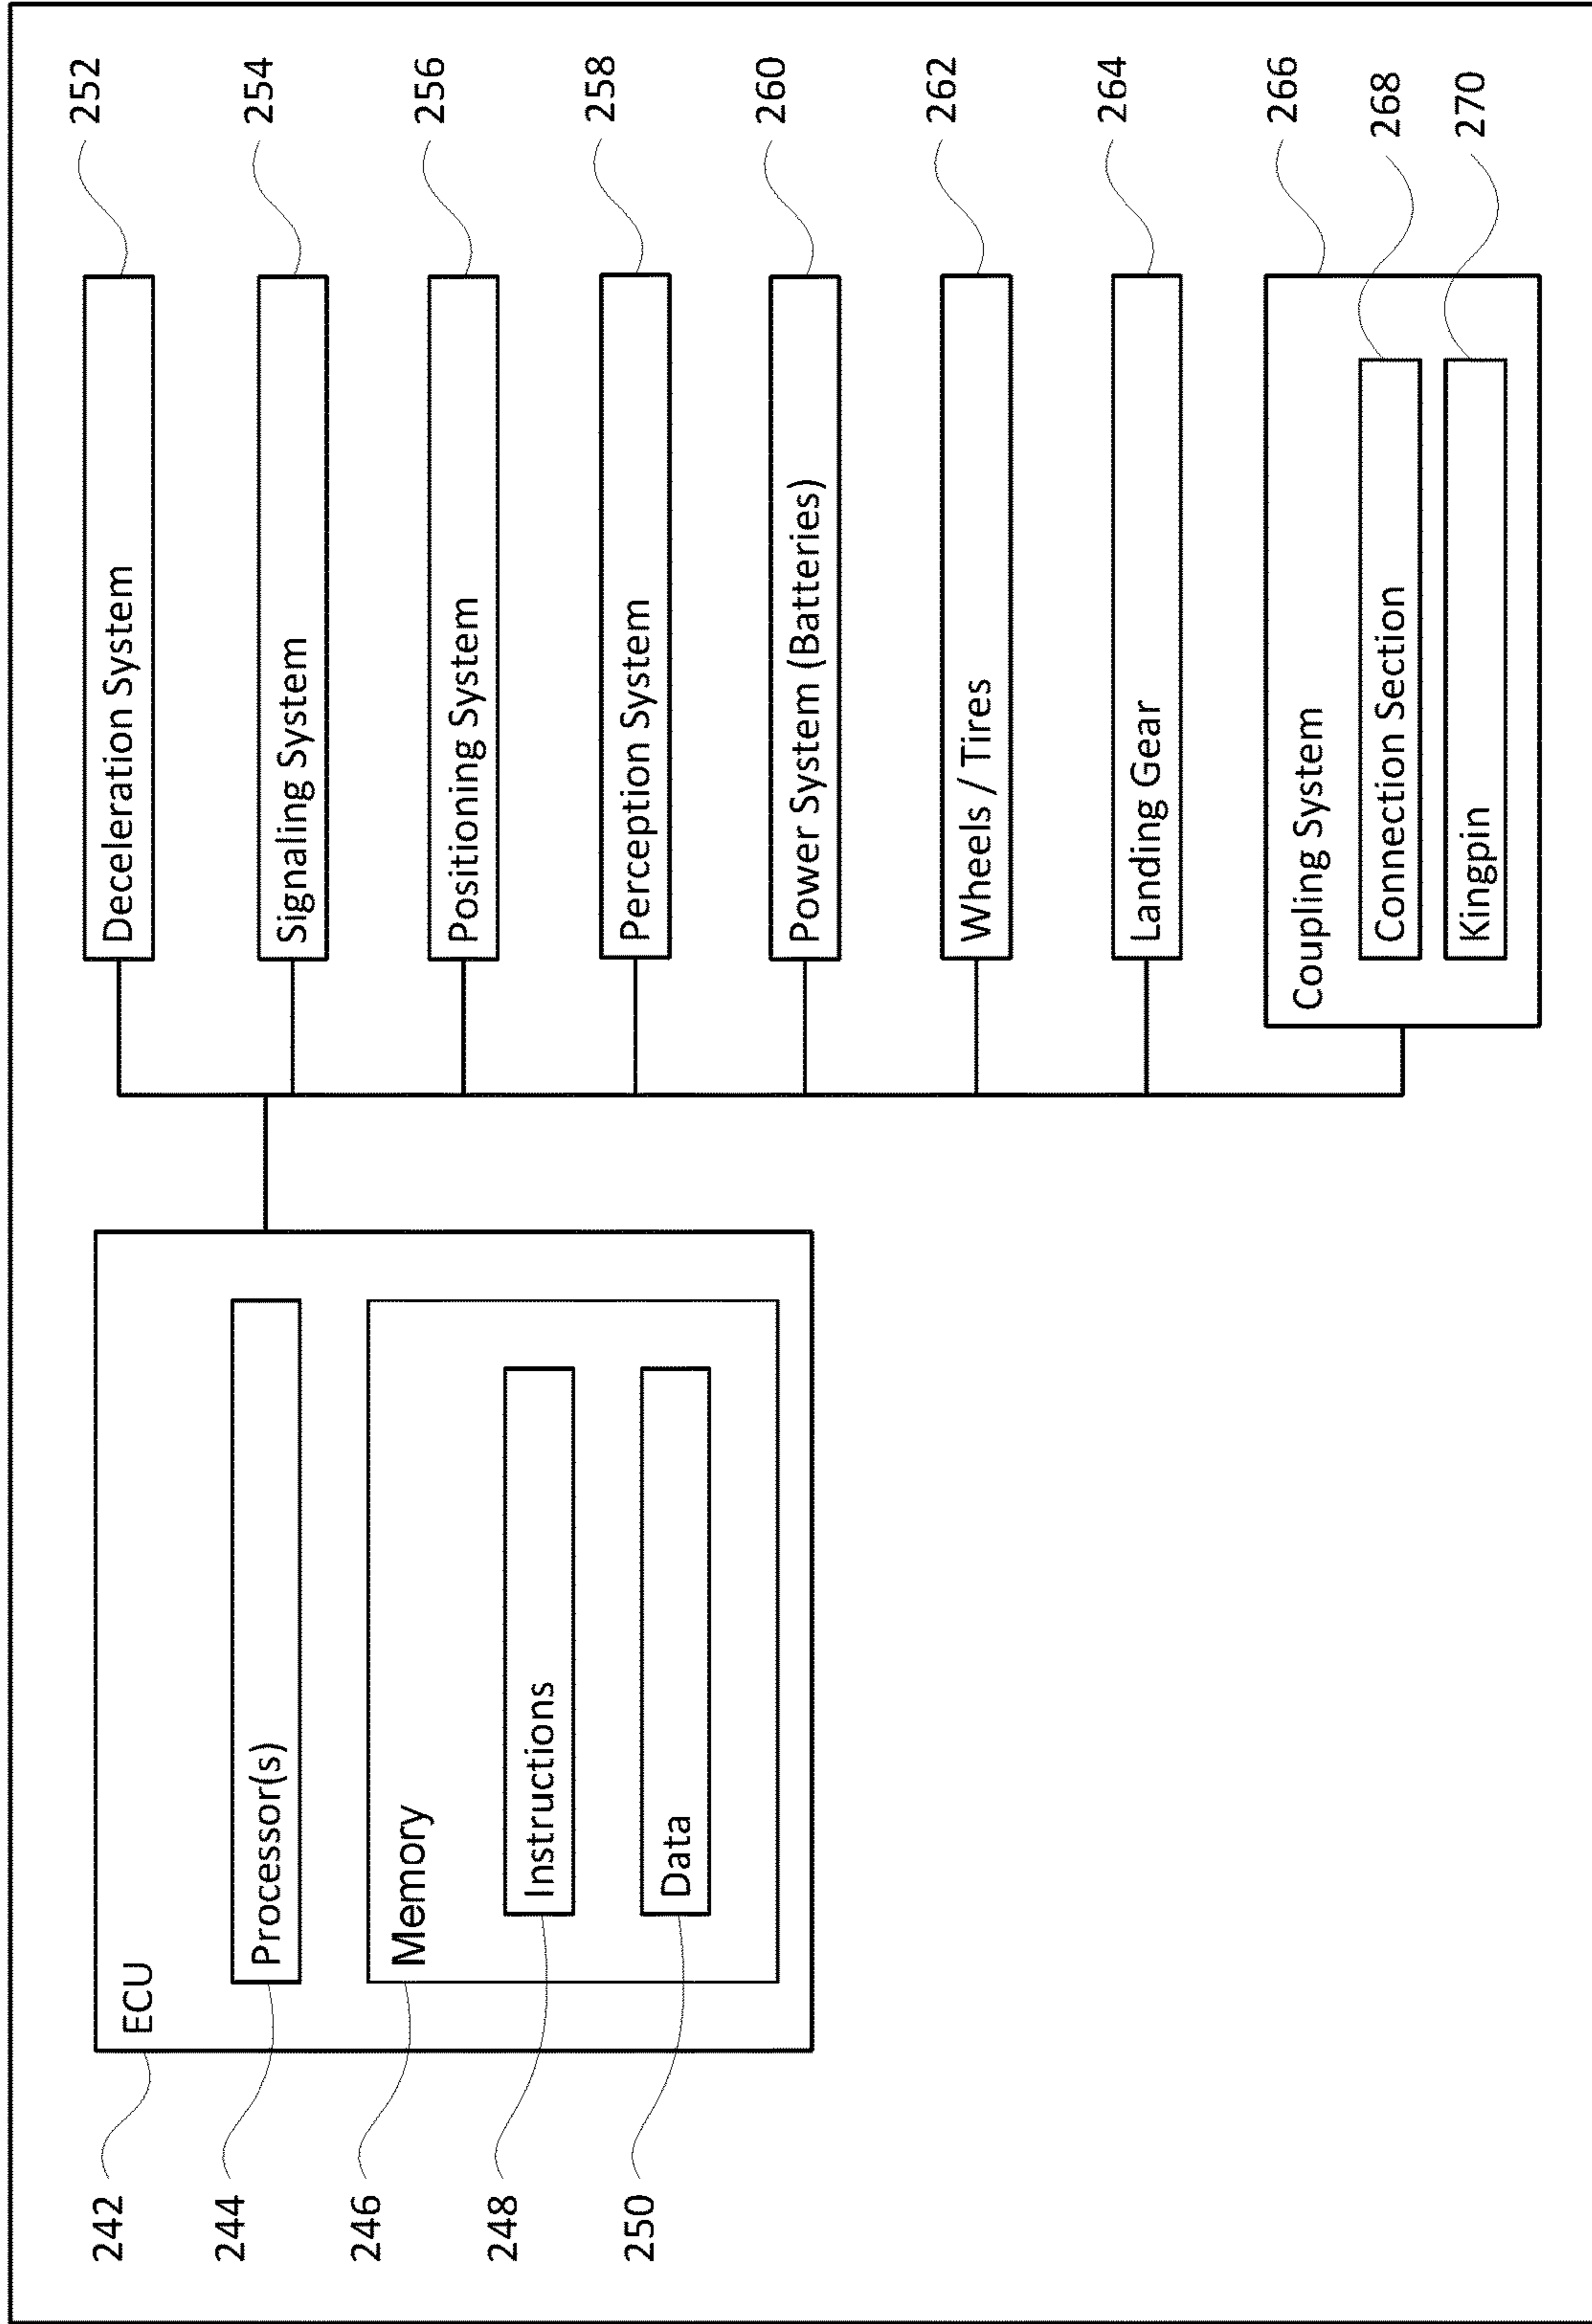 ECU
Processor(s)
Memory
Instructions
Data
242
244
246
248
250
Deceleration System
Signaling System
Positioning System
Perception System
Power System (Batteries)
Wheels / Tires
Landing Gear
Coupling System
Connection Section
Kingpin
252
254
256
258
260
262
264
266
268
270